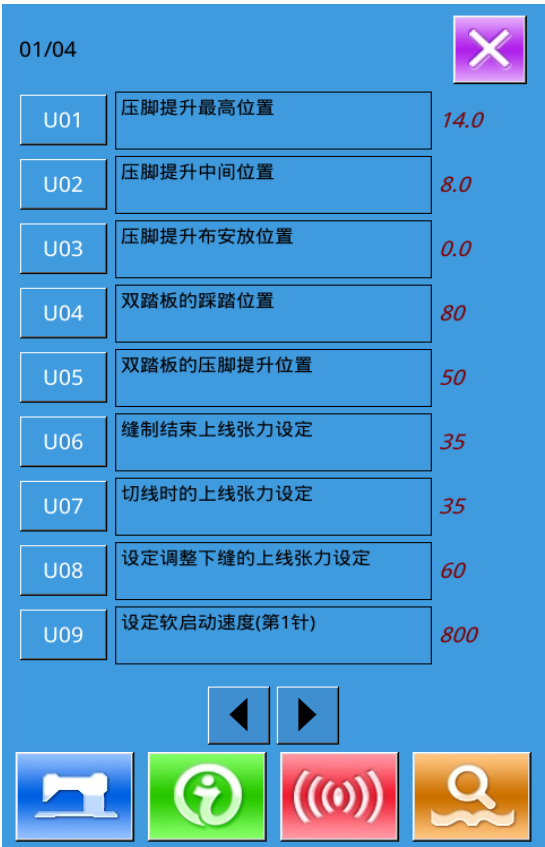 01/04
U01 压脚提升最高位置 14.0
U02 压脚提升中间位置 8.0
U03 压脚提升布安放位置 0.0
U04 双踏板的踩踏位置 80
U05 双踏板的压脚提升位置 50
U06 缝制结束上线张力设定 35
U07 切线时的上线张力设定 35
U08 设定调整下缝的上线张力设定 60
U09 设定软启动速度(第1针) 800